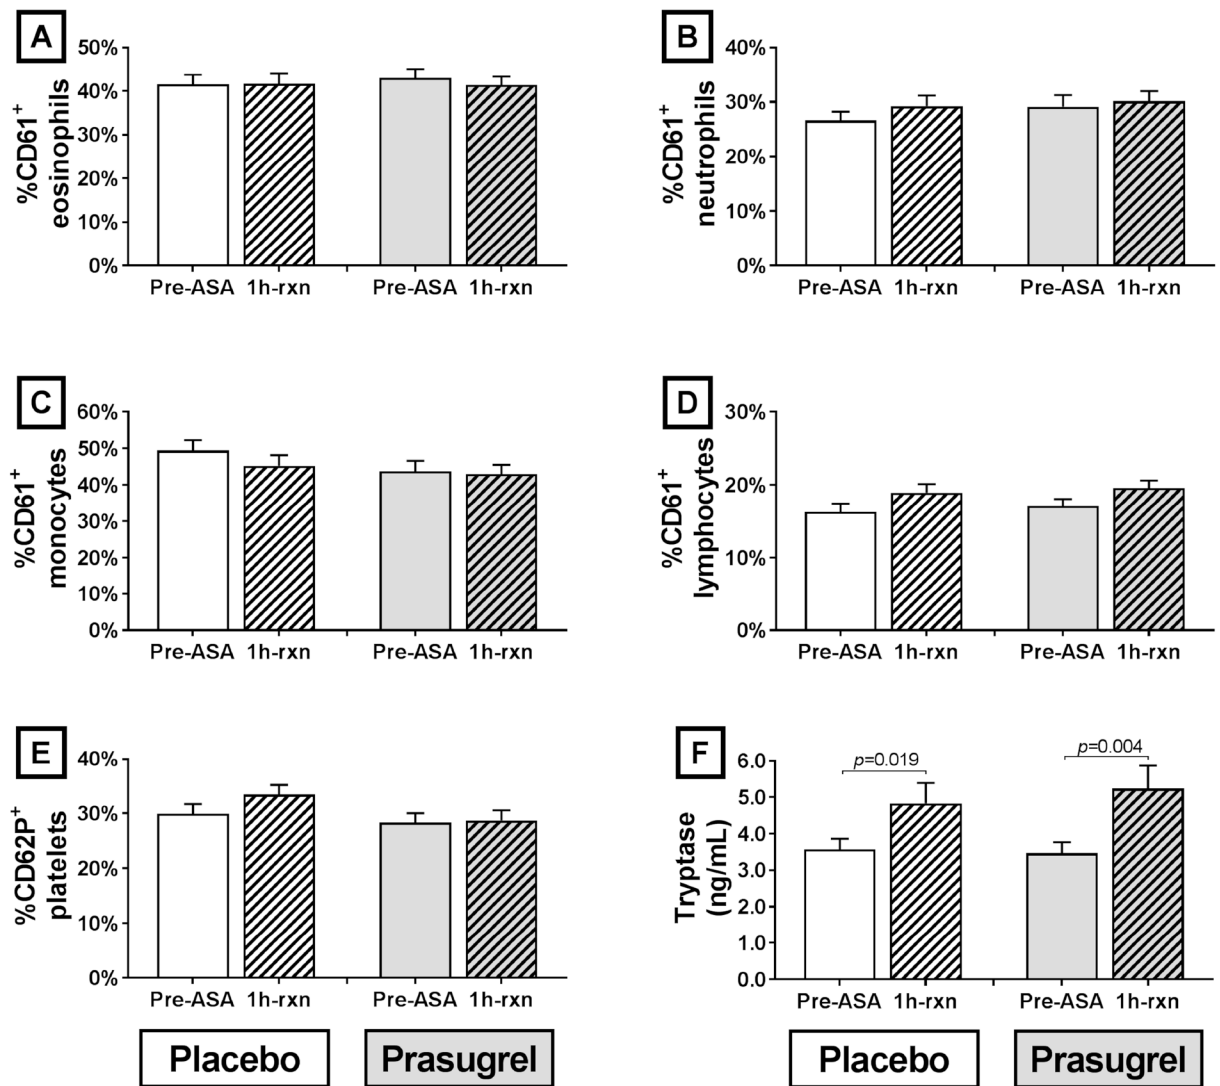 A
%CD61+
eosinophils
50%
40%
30%
20%
10%
0%
Pre-ASA 1h-rxn Pre-ASA 1h-rxn
B
%CD61+
neutrophils
40%
30%
20%
10%
0%
Pre-ASA 1h-rxn Pre-ASA 1h-rxn
C
%CD61+
monocytes
60%
50%
40%
30%
20%
10%
0%
Pre-ASA 1h-rxn Pre-ASA 1h-rxn
D
%CD61+
lymphocytes
30%
20%
10%
0%
Pre-ASA 1h-rxn Pre-ASA 1h-rxn
E
%CD62P+
platelets
40%
30%
20%
10%
0%
Pre-ASA 1h-rxn Pre-ASA 1h-rxn
Placebo Prasugrel
F
Tryptase
(ng/mL)
6.0
5.0
4.0
3.0
2.0
1.0
0.0
p=0.019
p=0.004
Pre-ASA 1h-rxn Pre-ASA 1h-rxn
Placebo Prasugrel